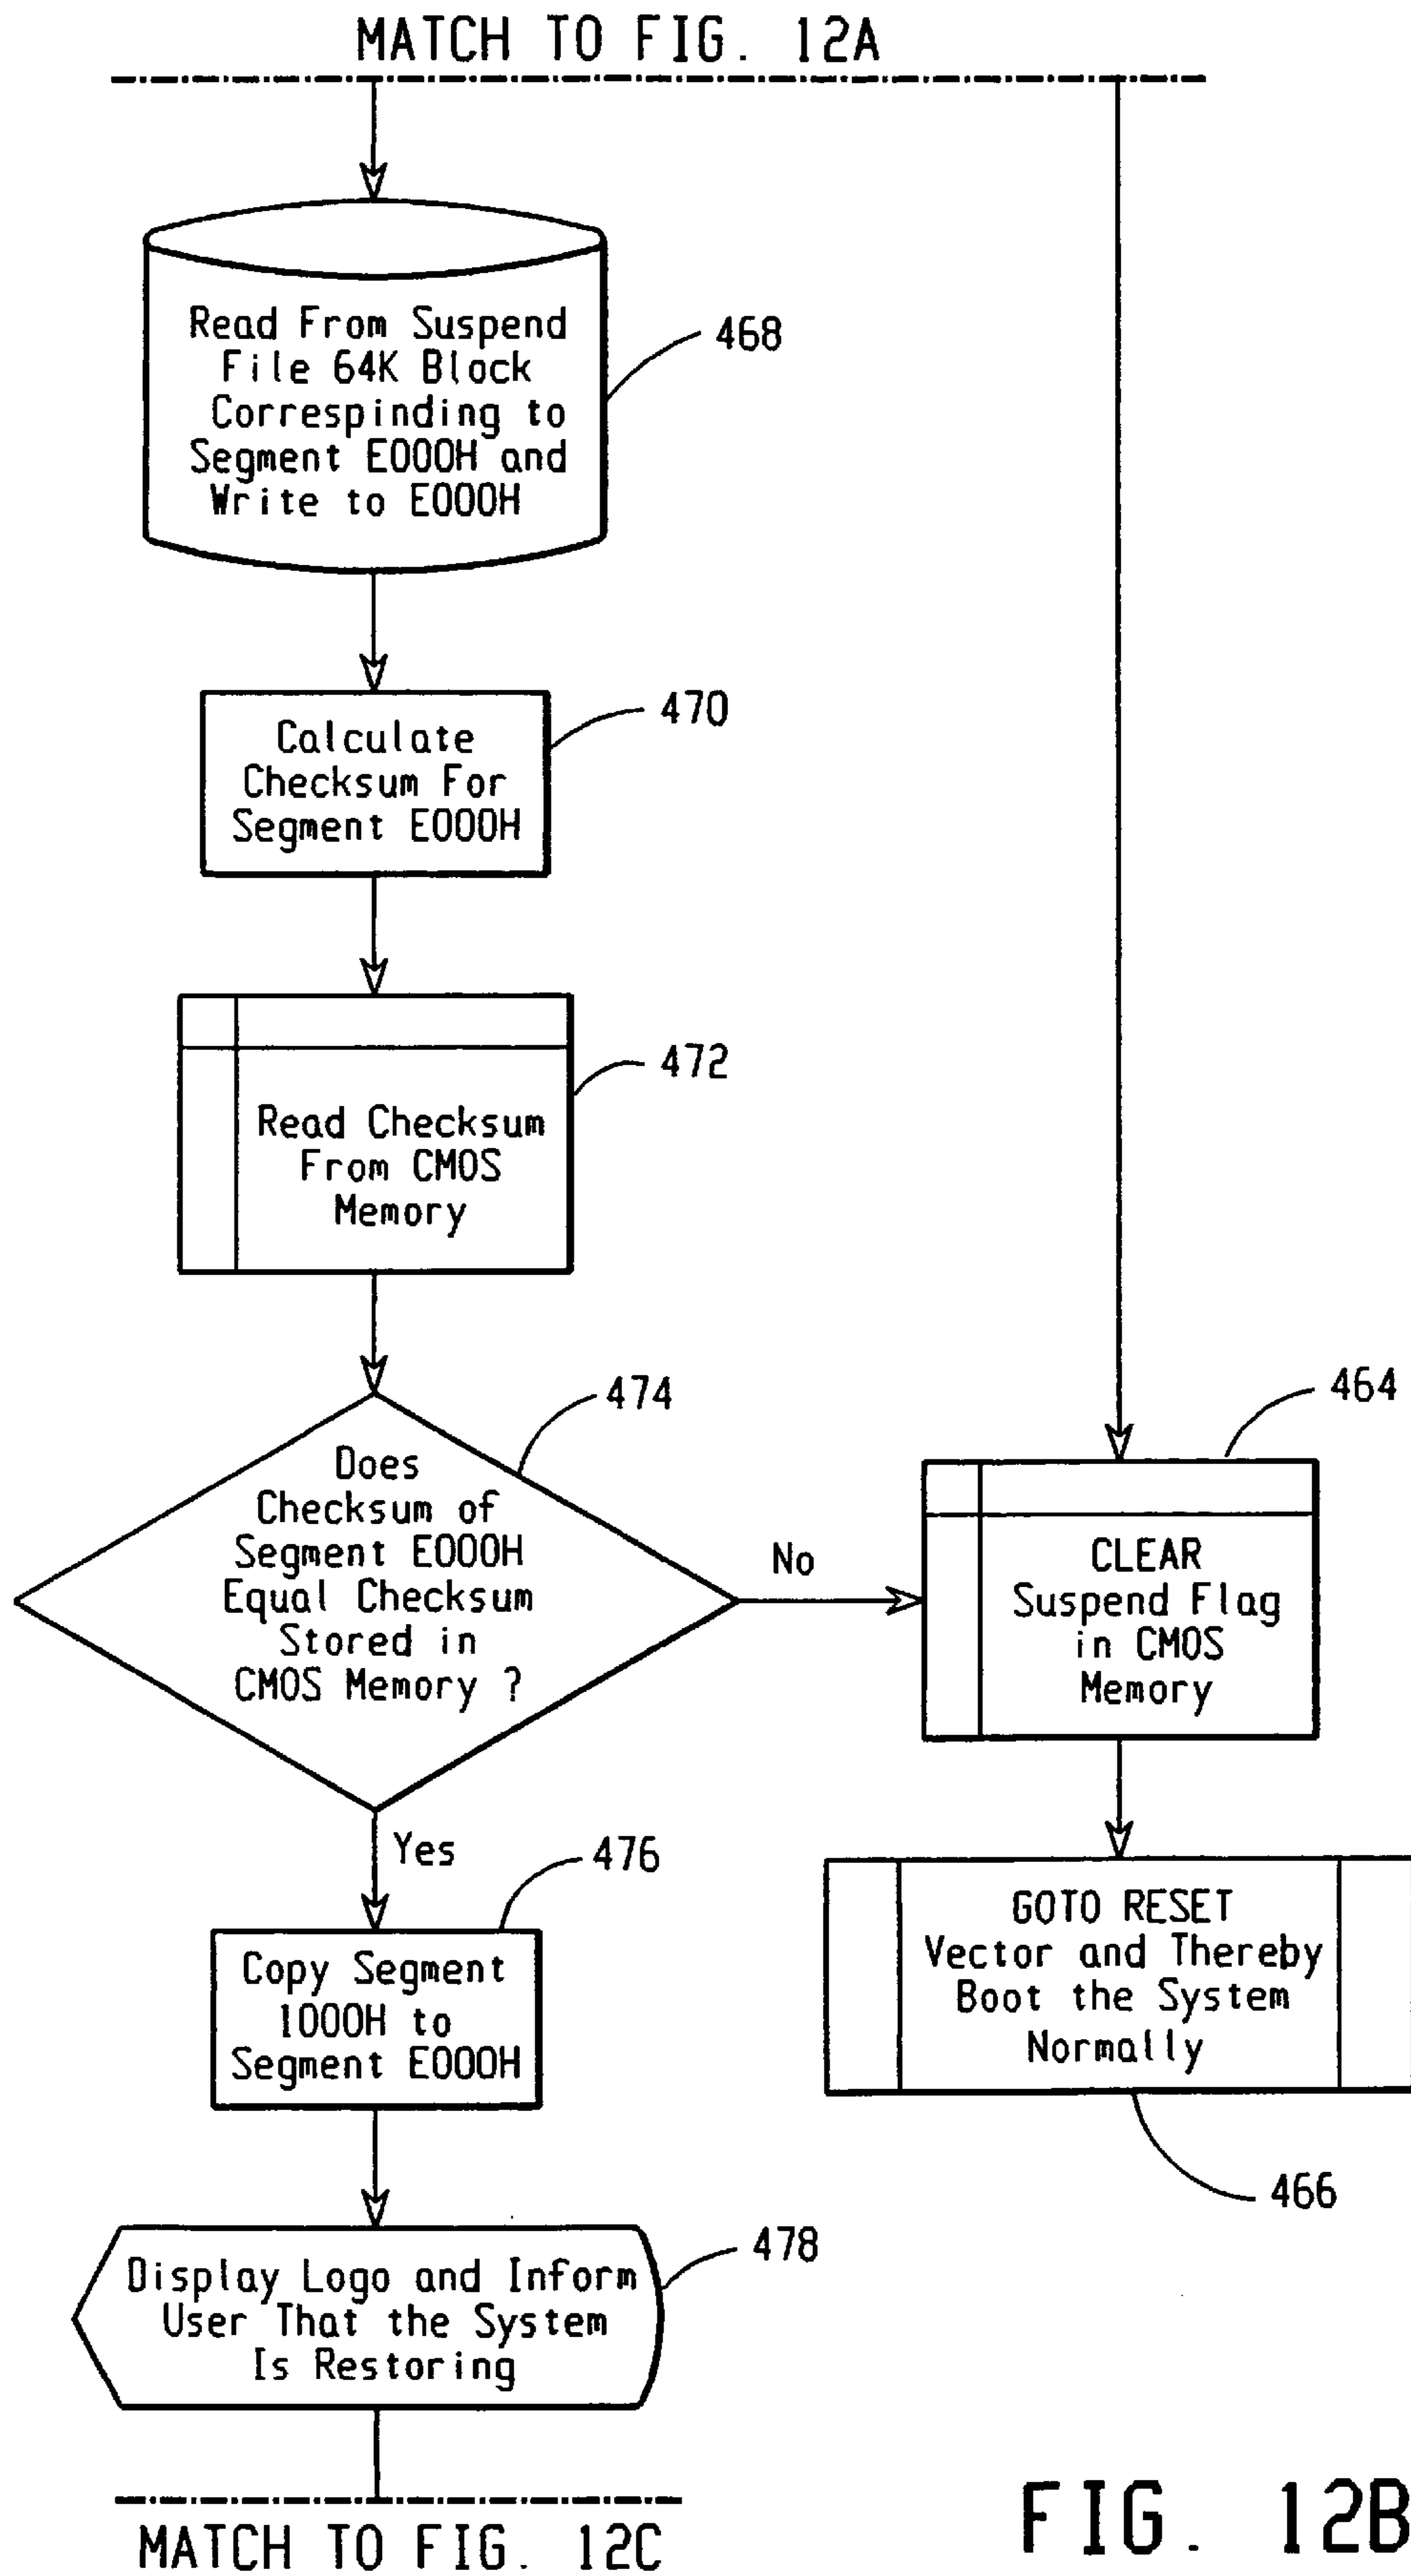 MATCH TO FIG. 12A
Read From Suspend
File 64K Block
Correspinding to
Segment E000H and
Write to E000H
468
Calculate
Checksum For
Segment E000H
470
Read Checksum
From CMOS
Memory
472
Does
Checksum of
Segment E000H
Equal Checksum
Stored in
CMOS Memory ?
474
No
CLEAR
Suspend Flag
in CMOS
Memory
464
Yes
Copy Segment
1000H to
Segment E000H
476
GOTO RESET
Vector and Thereby
Boot the System
Normally
466
Display Logo and Inform
User That the System
Is Restoring
478
MATCH TO FIG. 12C
FIG. 12B